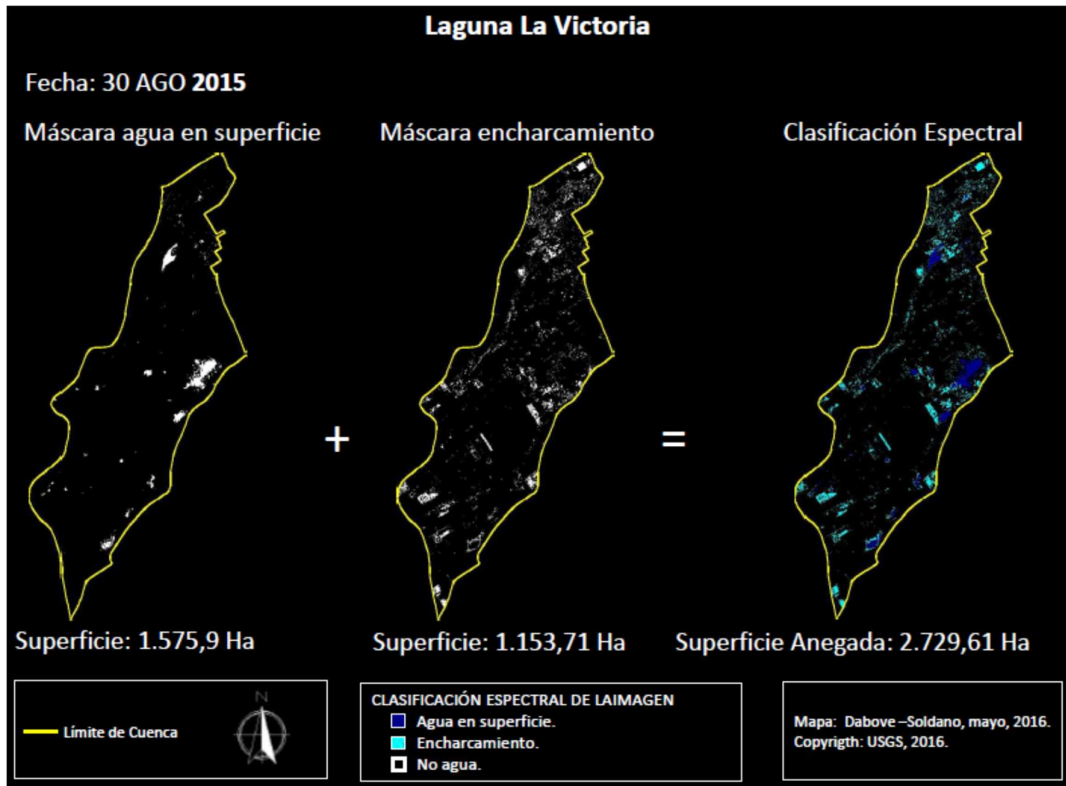 Laguna La Victoria
Fecha: 30 AGO 2015
Máscara agua en superficie
Máscara encharcamiento
Clasificación Espectral
+
=
Superficie: 1.575,9 Ha
Superficie: 1.153,71 Ha
Superficie Anegada: 2.729,61 Ha
Límite de Cuenca
N
CLASIFICACIÓN ESPECTRAL DE LAIMAGEN
Agua en superficie.
Encharcamiento.
No agua.
Mapa: Dabove –Soldano, mayo, 2016.
Copyrigth: USGS, 2016.